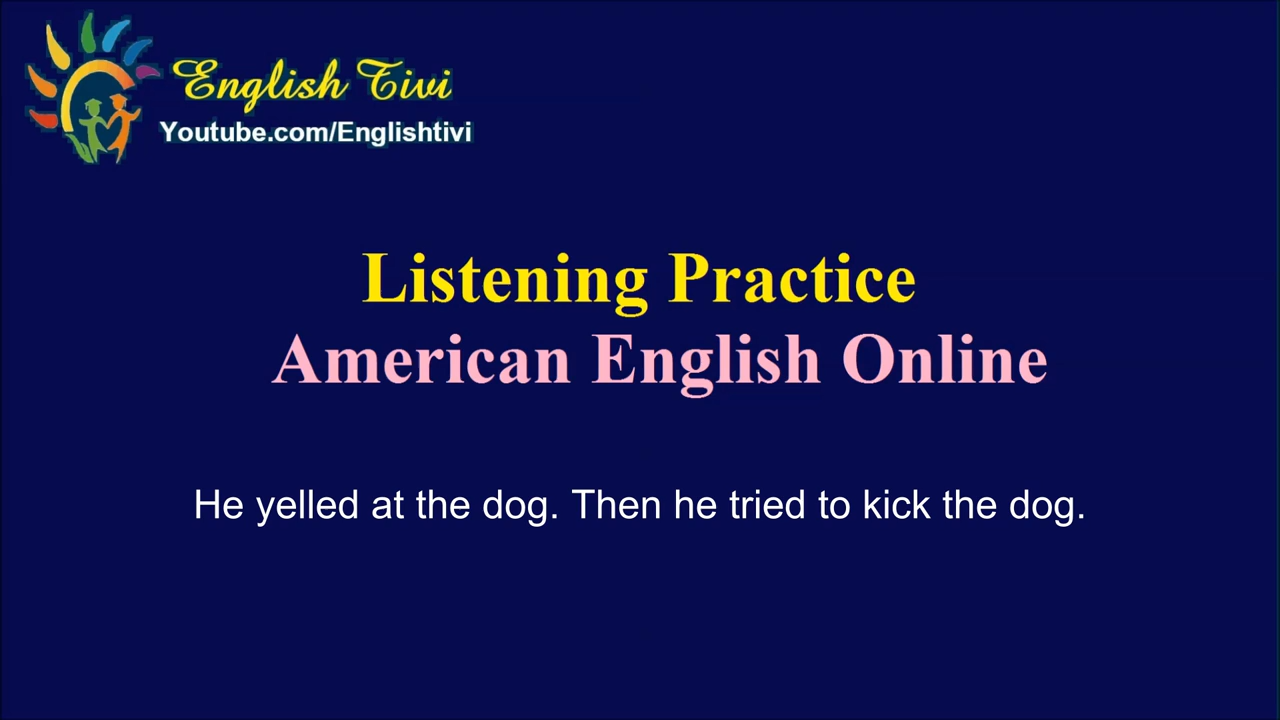 English Tivi
Youtube.com/Englishtivi
Listening Practice
American English Online
He yelled at the dog. Then he tried to kick the dog.